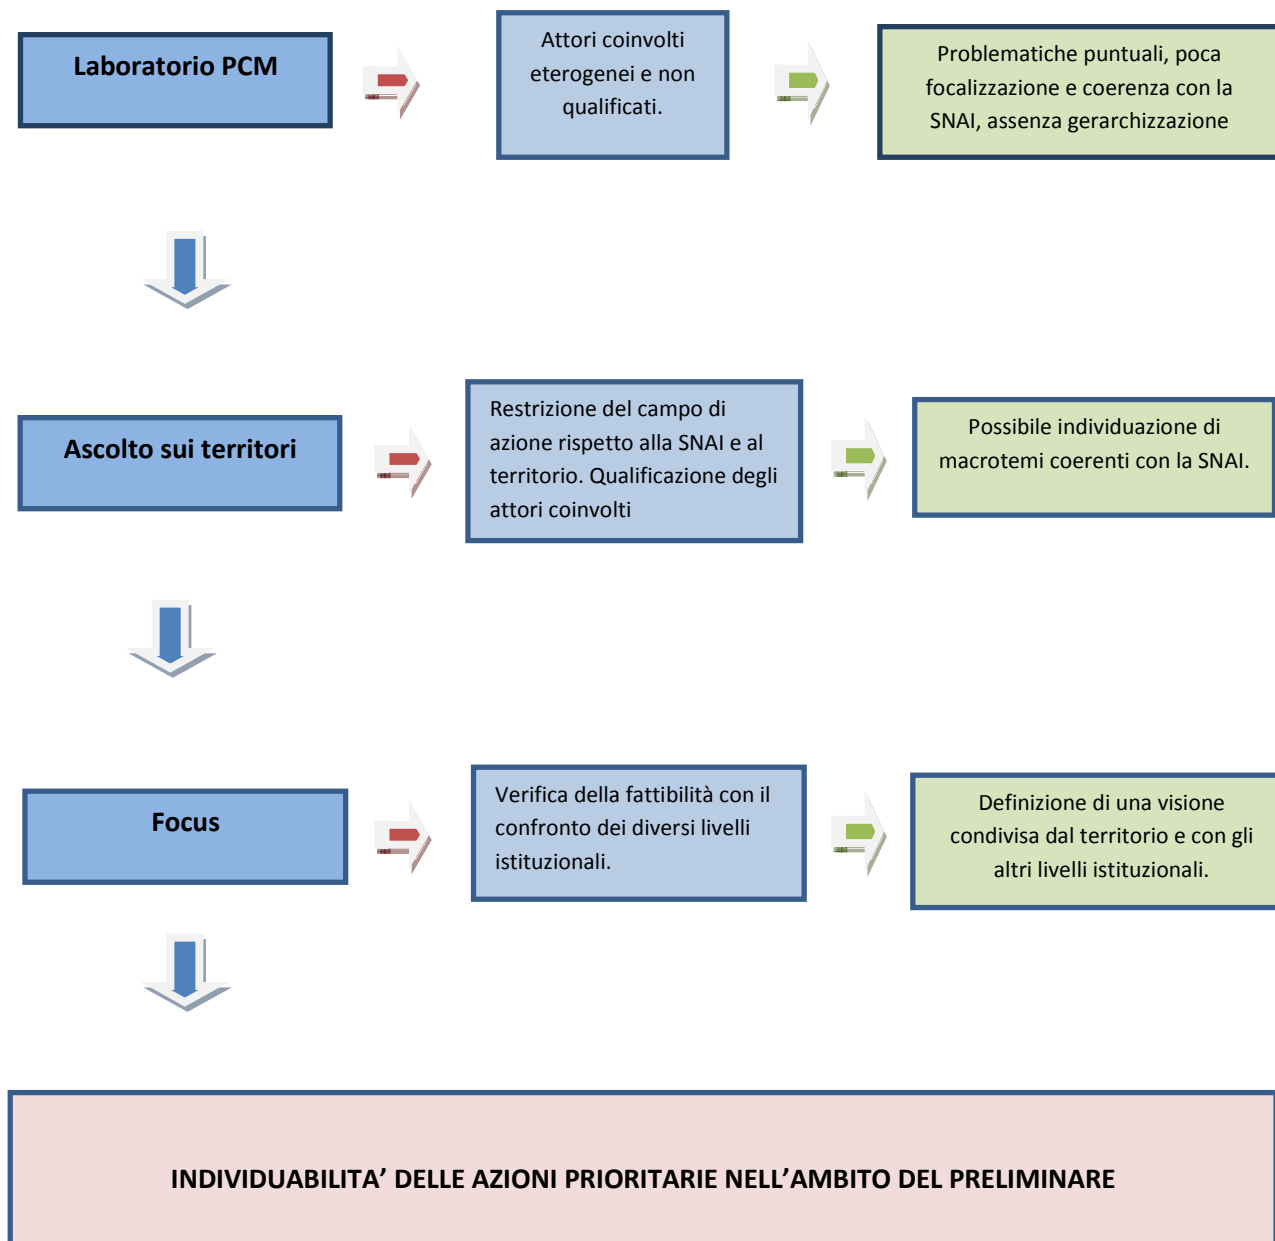 Laboratorio PCM
Attori coinvolti
eterogenei e non
qualificati.
Problematiche puntuali, poca
focalizzazione e coerenza con la
SNAI, assenza gerarchizzazione
Ascolto sui territori
Restrizione del campo di
azione rispetto alla SNAI e al
territorio. Qualificazione degli
attori coinvolti
Possibile individuazione di
macrotemi coerenti con la SNAI.
Focus
Verifica della fattibilità con il
confronto dei diversi livelli
istituzionali.
Definizione di una visione
condivisa dal territorio e con gli
altri livelli istituzionali.
INDIVIDUABILITA’ DELLE AZIONI PRIORITARIE NELL’AMBITO DEL PRELIMINARE